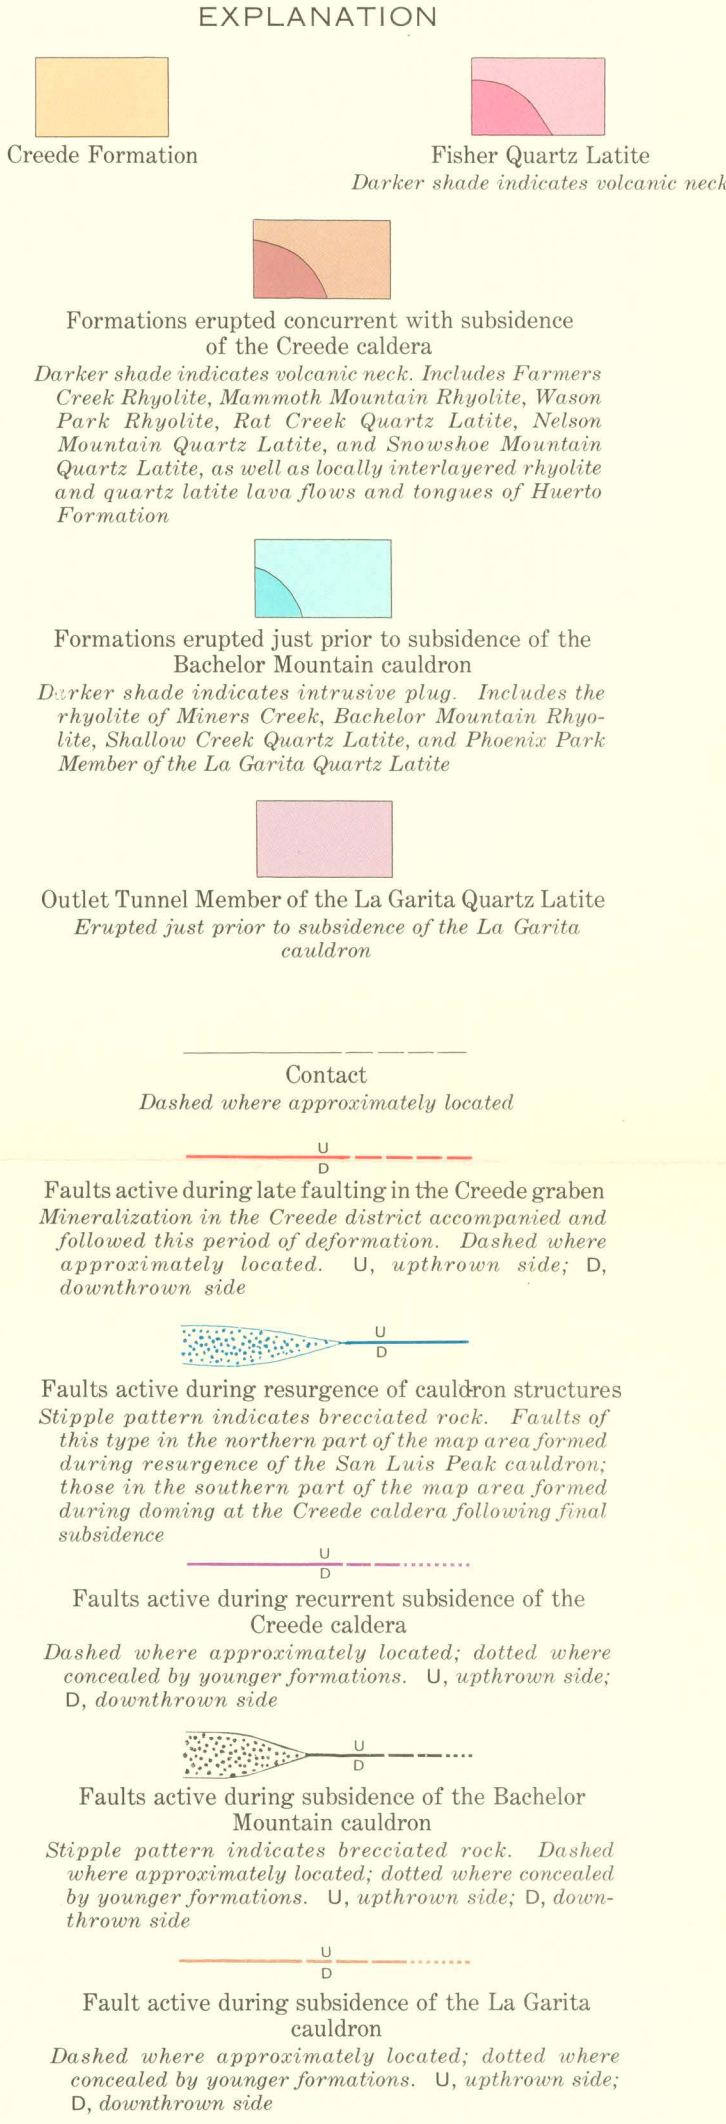 EXPLANATION
Creede Formation
Fisher Quartz Latite
Darker shade indicates volcanic neck
Formations erupted concurrent with subsidence
of the Creede caldera
Darker shade indicates volcanic neck. Includes Farmers
Creek Rhyolite, Mammoth Mountain Rhyolite, Wason
Park Rhyolite, Rat Creek Quartz Latite, Nelson
Mountain Quartz Latite, and Snowshoe Mountain
Quartz Latite, as well as locally interlayered rhyolite
and quartz latite lava flows and tongues of Huerto
Formation
Formations erupted just prior to subsidence of the
Bachelor Mountain cauldron
Darker shade indicates intrusive plug. Includes the
rhyolite of Miners Creek, Bachelor Mountain Rhyo-
lite, Shallow Creek Quartz Latite, and Phoenix Park
Member of the La Garita Quartz Latite
Outlet Tunnel Member of the La Garita Quartz Latite
Erupted just prior to subsidence of the La Garita
cauldron
Contact
Dashed where approximately located
U
D
Faults active during late faulting in the Creede graben
Mineralization in the Creede district accompanied and
followed this period of deformation. Dashed where
approximately located. U, upthrown side; D,
downthrown side
U
D
Faults active during resurgence of cauldron structures
Stipple pattern indicates brecciated rock. Faults of
this type in the northern part of the map area formed
during resurgence of the San Luis Peak cauldron;
those in the southern part of the map area formed
during doming at the Creede caldera following final
subsidence
U
D
Faults active during recurrent subsidence of the
Creede caldera
Dashed where approximately located; dotted where
concealed by younger formations. U, upthrown side;
D, downthrown side
U
D
Faults active during subsidence of the Bachelor
Mountain cauldron
Stipple pattern indicates brecciated rock. Dashed
where approximately located; dotted where concealed
by younger formations. U, upthrown side; D, down-
thrown side
U
D
Fault active during subsidence of the La Garita
cauldron
Dashed where approximately located; dotted where
concealed by younger formations. U, upthrown side;
D, downthrown side